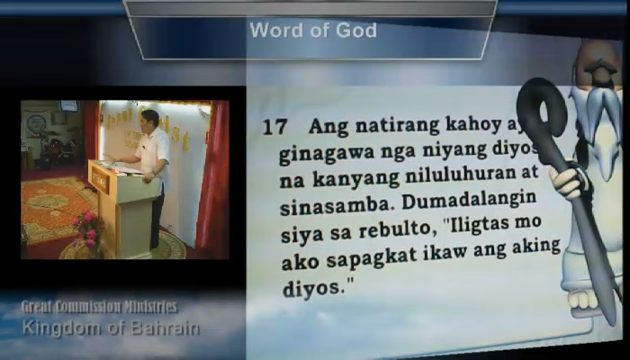 Word of God
17 Ang natirang kahoy ay
ginagawa nga niyang diyos
na kanyang niluluhuran at
sinasamba. Dumadalangin
siya sa rebulto, "Iligtas mo
ako sapagkat ikaw ang aking
diyos."
Great Commission Ministries
Kingdom of Bahrain